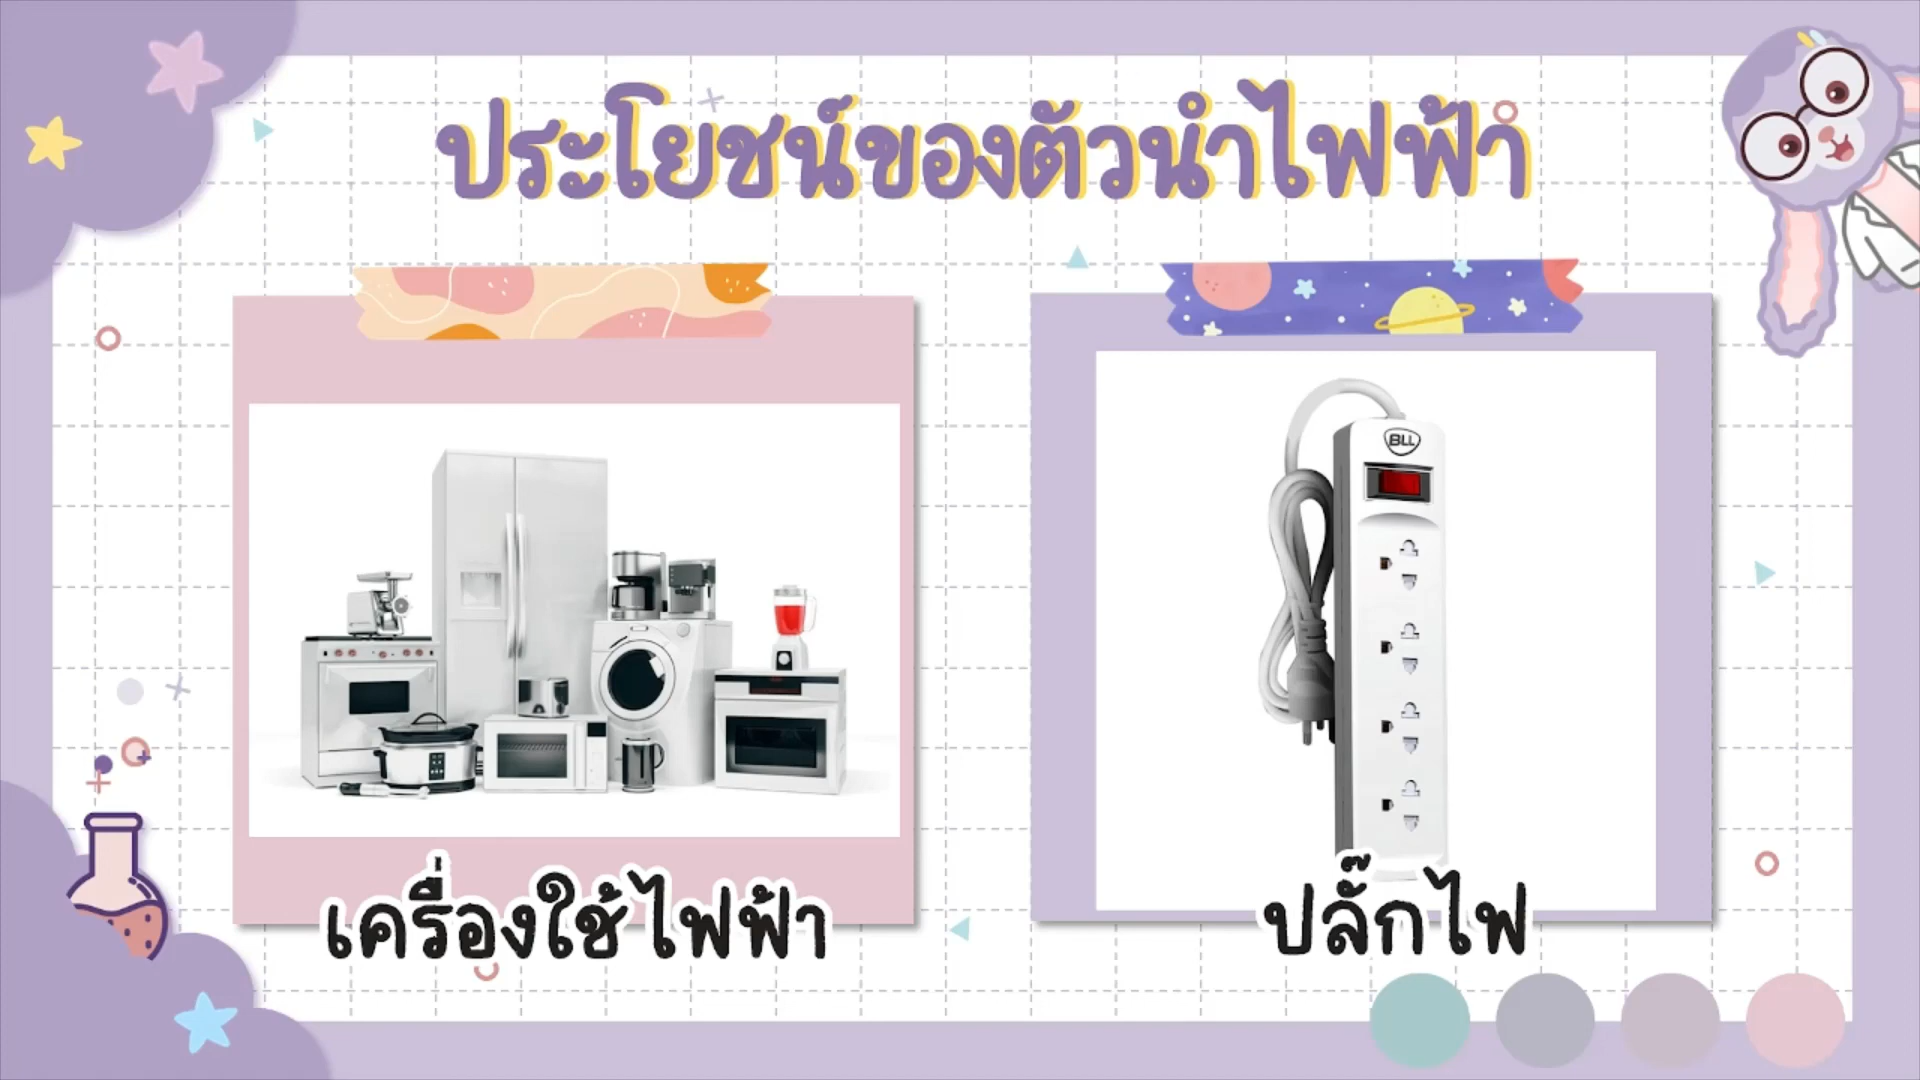 ประโยชน์ของตัวนำไฟฟ้า
BLL
เครื่องใช้ไฟฟ้า
ปลั๊กไฟ